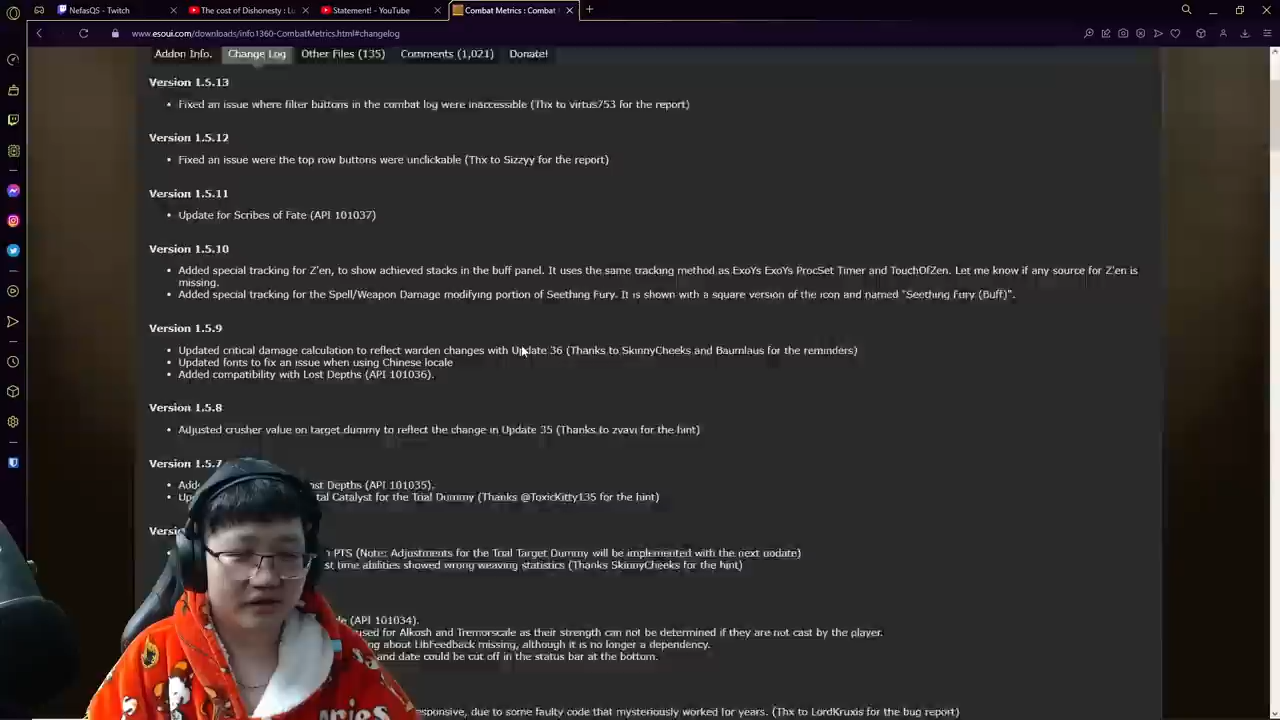 NefasQS - Twitch
The cost of Dishonesty : Lu
Statement! - YouTube
Combat Metrics : Combat
www.esoui.com/downloads/info1360-CombatMetrics.html#changelog
Addon Info. Change Log Other Files (135) Comments (1,021) Donate!
Version 1.5.13
• Fixed an issue where filter buttons in the combat log were inaccessible (Thx to virtus753 for the report)
Version 1.5.12
• Fixed an issue were the top row buttons were unclickable (Thx to Sizzyy for the report)
Version 1.5.11
• Update for Scribes of Fate (API 101037)
Version 1.5.10
• Added special tracking for Z'en, to show achieved stacks in the buff panel. It uses the same tracking method as ExoYs ExoYs ProcSet Timer and TouchOfZen. Let me know if any source for Z'en is
missing.
• Added special tracking for the Spell/Weapon Damage modifying portion of Seething Fury. It is shown with a square version of the icon and named "Seething Fury (Buff)".
Version 1.5.9
• Updated critical damage calculation to reflect warden changes with Update 36 (Thanks to SkinnyCheeks and Baumlaus for the reminders)
• Updated fonts to fix an issue when using Chinese locale
• Added compatibility with Lost Depths (API 101036).
Version 1.5.8
• Adjusted crusher value on target dummy to reflect the change in Update 35 (Thanks to zvavi for the hint)
Version 1.5.7
• Adde ost Depths (API 101035).
• Up tal Catalyst for the Trial Dummy (Thanks @ToxicKitty135 for the hint)
Versio
PTS (Note: Adjustments for the Trial Target Dummy will be implemented with the next update)
st time abilities showed wrong weaving statistics (Thanks SkinnyCheeks for the hint)
(API 101034).
used for Alkosh and Tremorscale as their strength can not be determined if they are not cast by the player.
ng about LibFeedback missing, although it is no longer a dependency.
and date could be cut off in the status bar at the bottom.
esponsive, due to some faulty code that mysteriously worked for years. (Thx to LordKruxis for the bug report)